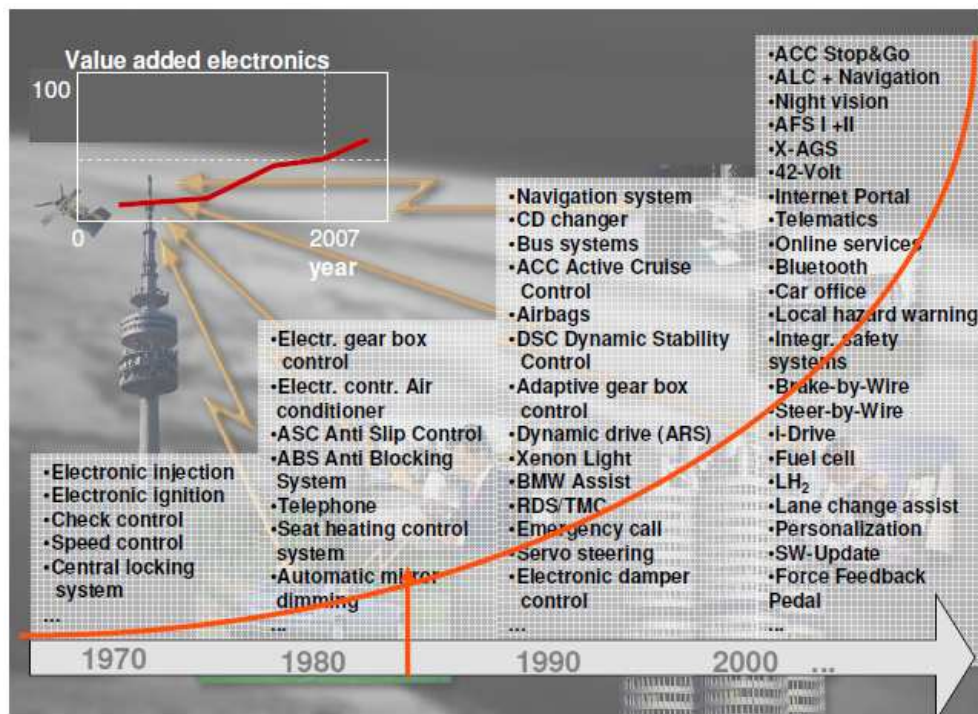 Value added electronics
100
0
2007
year
•Electronic injection
•Electronic ignition
•Check control
•Speed control
•Central locking
system
...
•Electr. gear box
control
•Electr. contr. Air
conditioner
•ASC Anti Slip Control
•ABS Anti Blocking
System
•Telephone
•Seat heating control
system
•Automatic mirror
dimming
...
•Navigation system
•CD changer
•Bus systems
•ACC Active Cruise
Control
•Airbags
•DSC Dynamic Stability
Control
•Adaptive gear box
control
•Dynamic drive (ARS)
•Xenon Light
•BMW Assist
•RDS/TMC
•Emergency call
•Servo steering
•Electronic damper
control
...
•ACC Stop&Go
•ALC + Navigation
•Night vision
•AFS I +II
•X-AGS
•42-Volt
•Internet Portal
•Telematics
•Online services
•Bluetooth
•Car office
•Local hazard warning
•Integr. safety
systems
•Brake-by-Wire
•Steer-by-Wire
•I-Drive
•Fuel cell
•LH₂
•Lane change assist
•Personalization
•SW-Update
•Force Feedback
Pedal
...
1970
1980
1990
2000
...